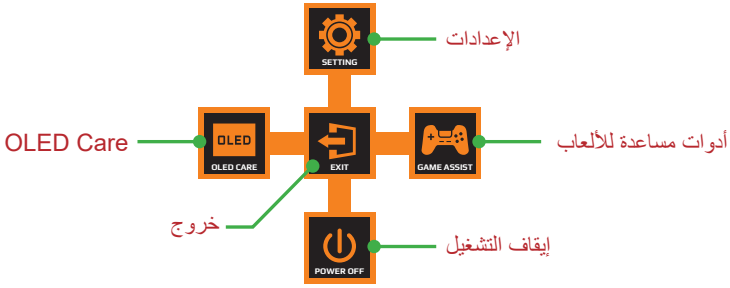 SETTING
الإعدادات
OLED Care
OLED
OLED CARE
EXIT
GAME ASSIST
أدوات مساعدة للألعاب
خروج
POWER OFF
إيقاف التشغيل